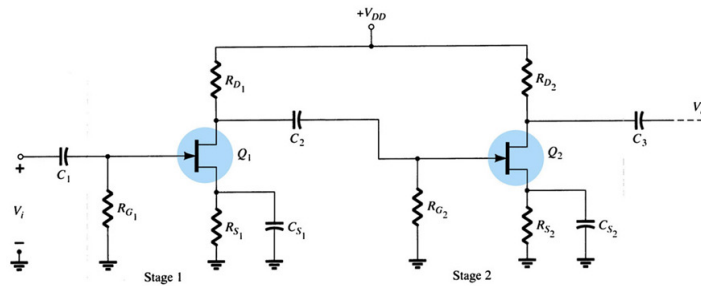 +V_DD
R_D1
R_D2
C_2
C_3
Q_1
Q_2
C_1
+
V_i
−
R_G1
R_S1
C_S1
R_G2
R_S2
C_S2
Stage 1
Stage 2